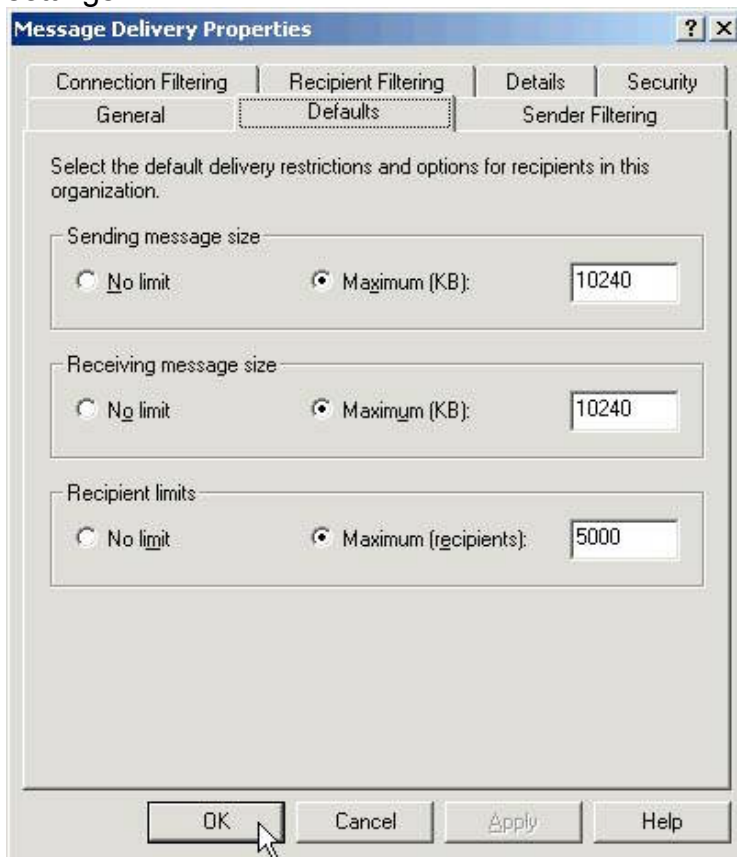 Message Delivery Properties
Connection Filtering Recipient Filtering Details Security
General Defaults Sender Filtering
Select the default delivery restrictions and options for recipients in this
organization.
Sending message size
No limit Maximum (KB): 10240
Receiving message size
No limit Maximum (KB): 10240
Recipient limits
No limit Maximum (recipients): 5000
OK Cancel Apply Help